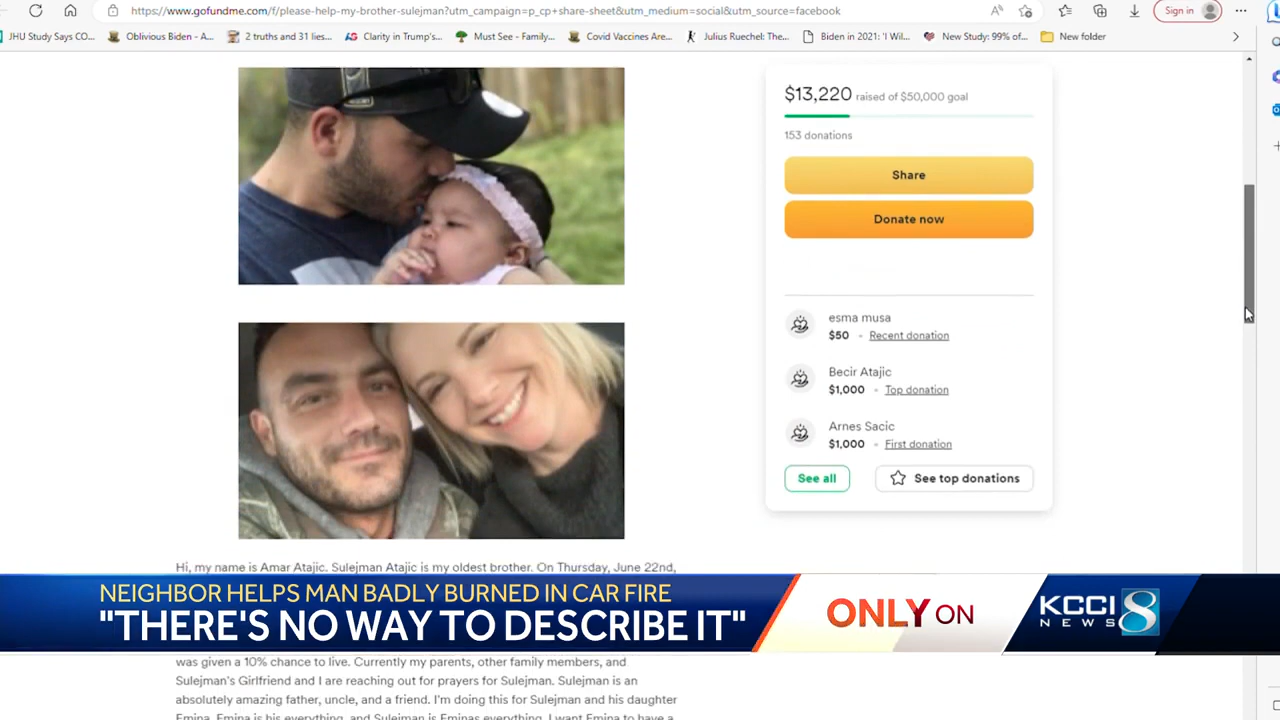 https://www.gofundme.com/f/please-help-my-brother-sulejman?utm_campaign=p_cp+share-sheet&utm_medium=social&utm_source=facebook
Sign in
JHU Study Says CO...
Oblivious Biden - A...
2 truths and 31 lies...
Clarity in Trump's...
Must See - Family...
Covid Vaccines Are...
Julius Ruechel: The...
Biden in 2021: 'I Wil...
New Study: 99% of...
New folder
$13,220 raised of $50,000 goal
153 donations
Share
Donate now
esma musa
$50 • Recent donation
Becir Atajic
$1,000 • Top donation
Arnes Sacic
$1,000 • First donation
See all
See top donations
Hi, my name is Amar Atajic. Sulejman Atajic is my oldest brother. On Thursday, June 22nd,
NEIGHBOR HELPS MAN BADLY BURNED IN CAR FIRE
"THERE'S NO WAY TO DESCRIBE IT"
ONLY ON
KCCI 8
NEWS
was given a 10% chance to live. Currently my parents, other family members, and
Sulejman's Girlfriend and I are reaching out for prayers for Sulejman. Sulejman is an
absolutely amazing father, uncle, and a friend. I'm doing this for Sulejman and his daughter
Emina. Emina is his everything, and Sulejman is Eminas everything. I want Emina to have a